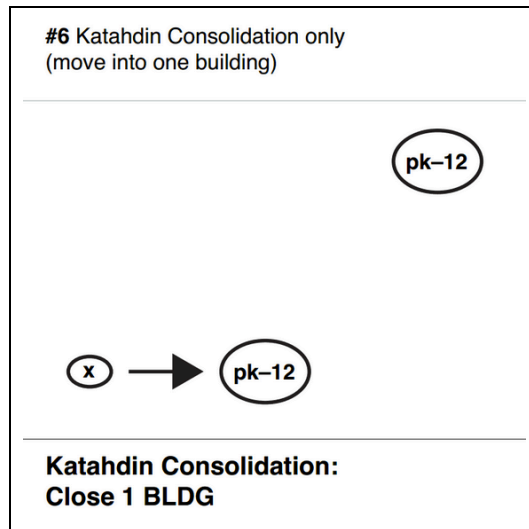 #6 Katahdin Consolidation only
(move into one building)
pk–12
x
pk–12
Katahdin Consolidation:
Close 1 BLDG